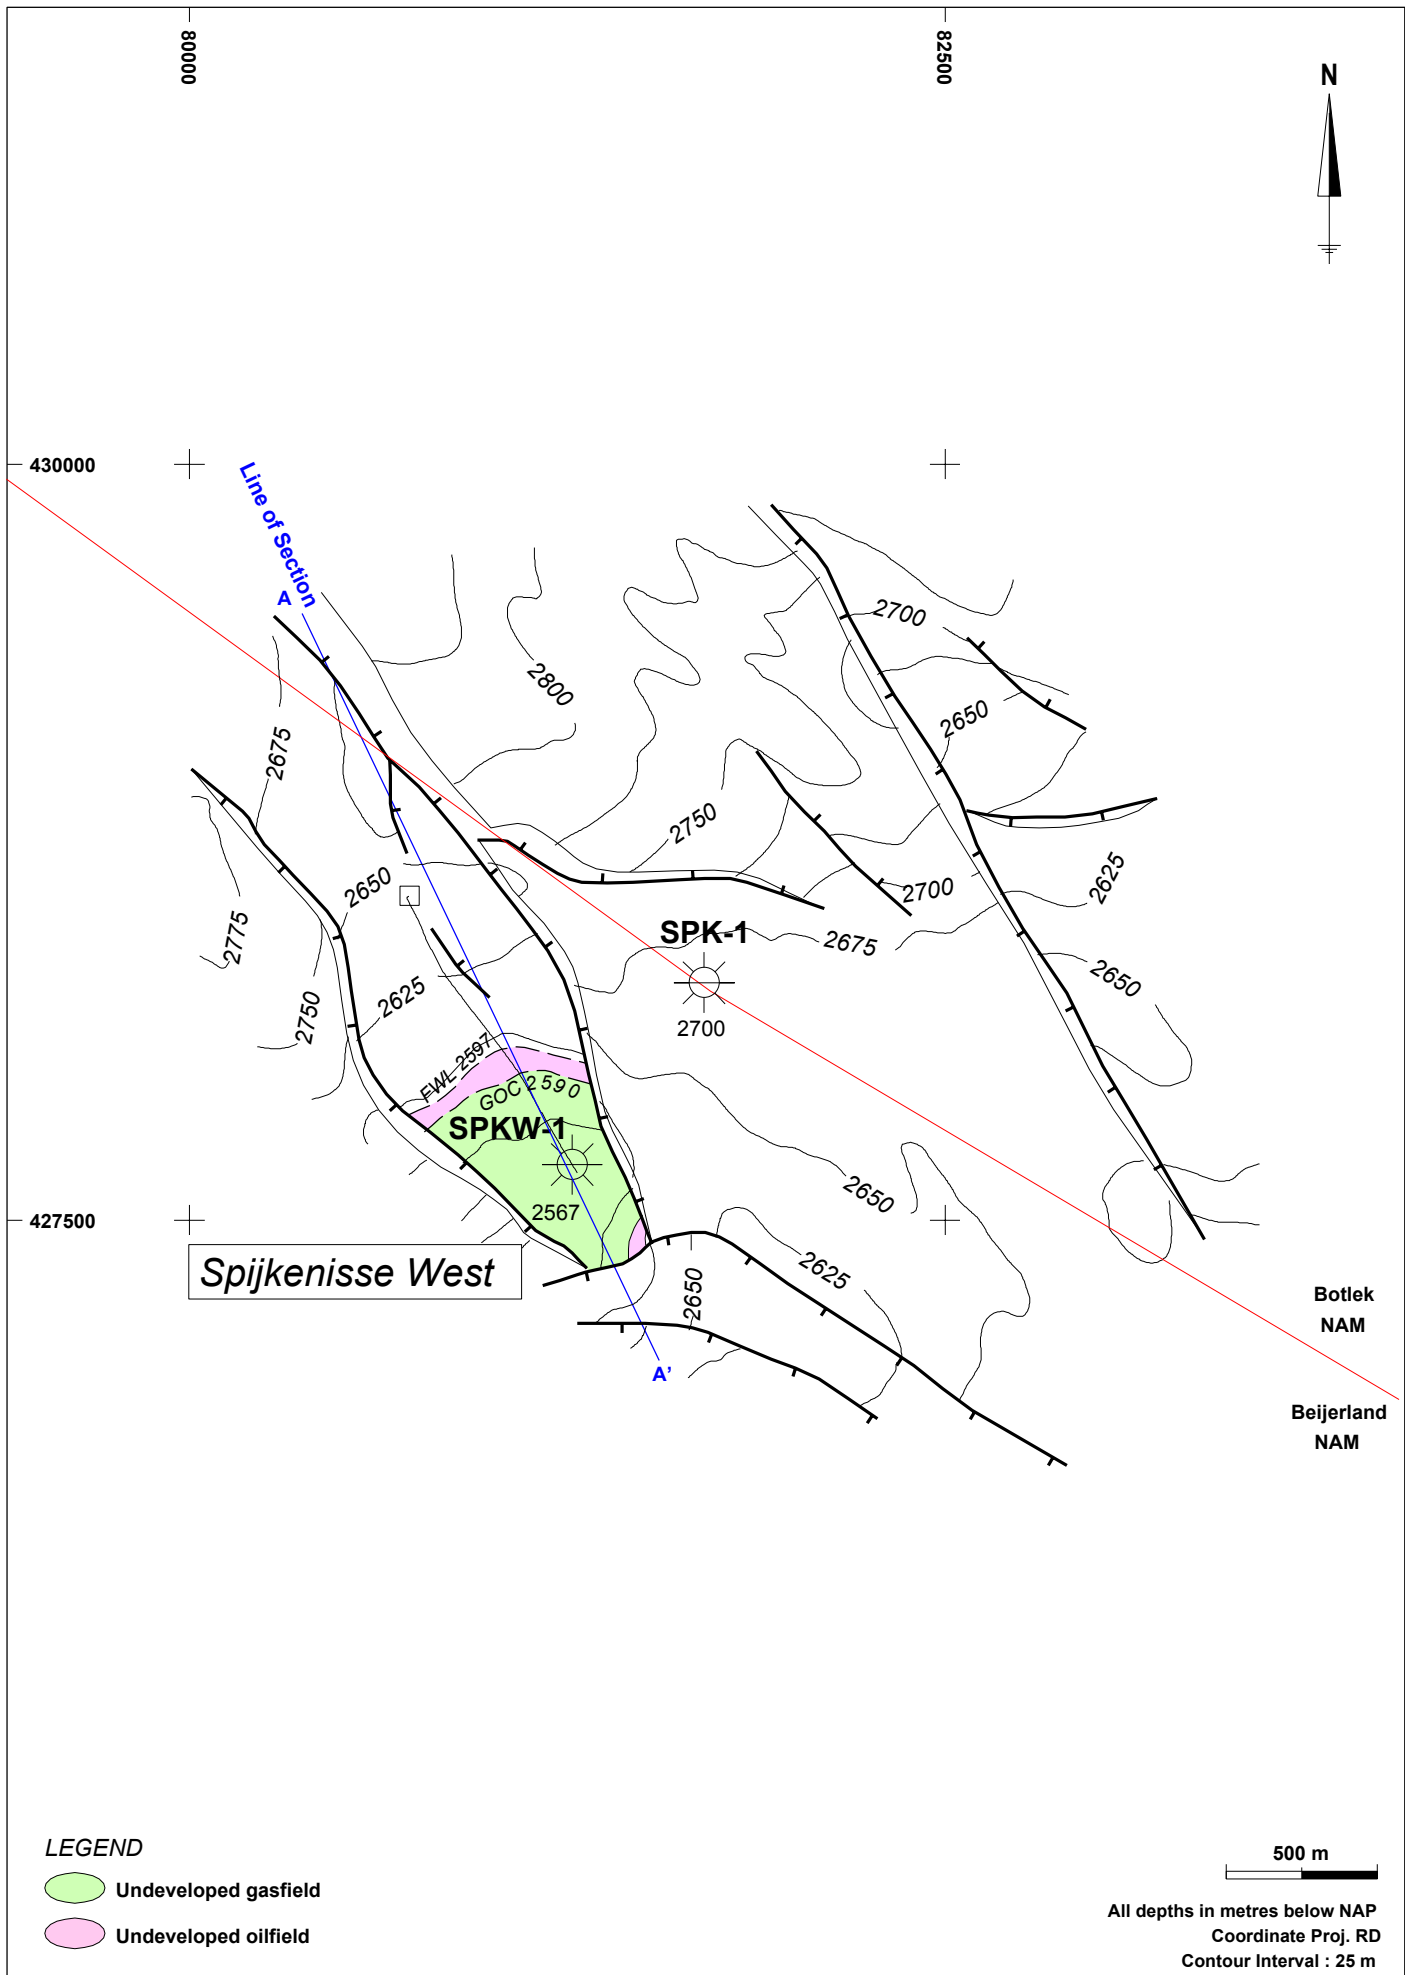 80000
82500
N
430000
Line of Section
A
2700
2800
2650
2675
2750
2625
2650
2700
SPK-1
2675
2775
2650
2625
2750
2700
FWL 2597
GOC 2590
SPKW-1
2650
2567
427500
Spijkenisse West
2625
2650
Botlek
NAM
A'
Beijerland
NAM
LEGEND
Undeveloped gasfield
Undeveloped oilfield
500 m
All depths in metres below NAP
Coordinate Proj. RD
Contour Interval : 25 m